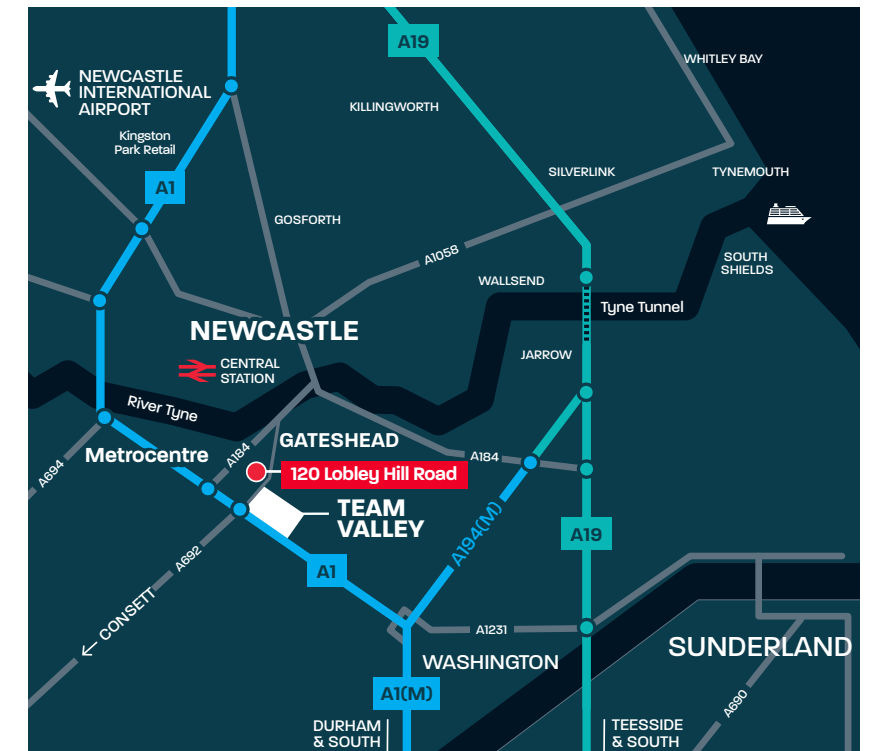 A19
WHITLEY BAY
NEWCASTLE
INTERNATIONAL
AIRPORT
KILLINGWORTH
Kingston
Park Retail
SILVERLINK
TYNEMOUTH
A1
GOSFORTH
A1058
SOUTH
SHIELDS
WALLSEND
Tyne Tunnel
NEWCASTLE
JARROW
CENTRAL
STATION
River Tyne
GATESHEAD
Metrocentre
A184
A184
A694
120 Lobley Hill Road
TEAM
VALLEY
A194(M)
A19
A692
A1
CONSETT
A1231
SUNDERLAND
WASHINGTON
A1(M)
A690
DURHAM
& SOUTH
TEESSIDE
& SOUTH